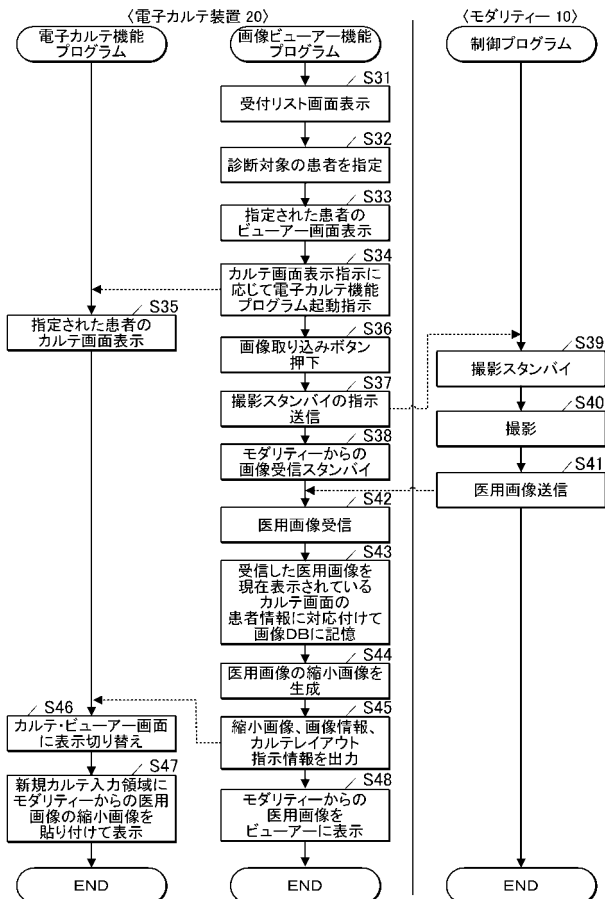 〈電子カルテ装置 20〉
〈モダリティー 10〉
電子カルテ機能
プログラム
画像ビューアー機能
プログラム
制御プログラム
S31
受付リスト画面表示
S32
診断対象の患者を指定
S33
指定された患者の
ビューアー画面表示
S34
カルテ画面表示指示に
応じて電子カルテ機能
プログラム起動指示
S35
指定された患者の
カルテ画面表示
S36
画像取り込みボタン
押下
S37
撮影スタンバイの指示
送信
S38
モダリティーからの
画像受信スタンバイ
S39
撮影スタンバイ
S40
撮影
S41
医用画像送信
S42
医用画像受信
S43
受信した医用画像を
現在表示されている
カルテ画面の
患者情報に対応付けて
画像DBに記憶
S44
医用画像の縮小画像を
生成
S45
縮小画像、画像情報、
カルテレイアウト
指示情報を出力
S46
カルテ・ビューアー画面
に表示切り替え
S47
新規カルテ入力領域に
モダリティーからの医用
画像の縮小画像を
貼り付けて表示
S48
モダリティーからの
医用画像を
ビューアーに表示
END
END
END